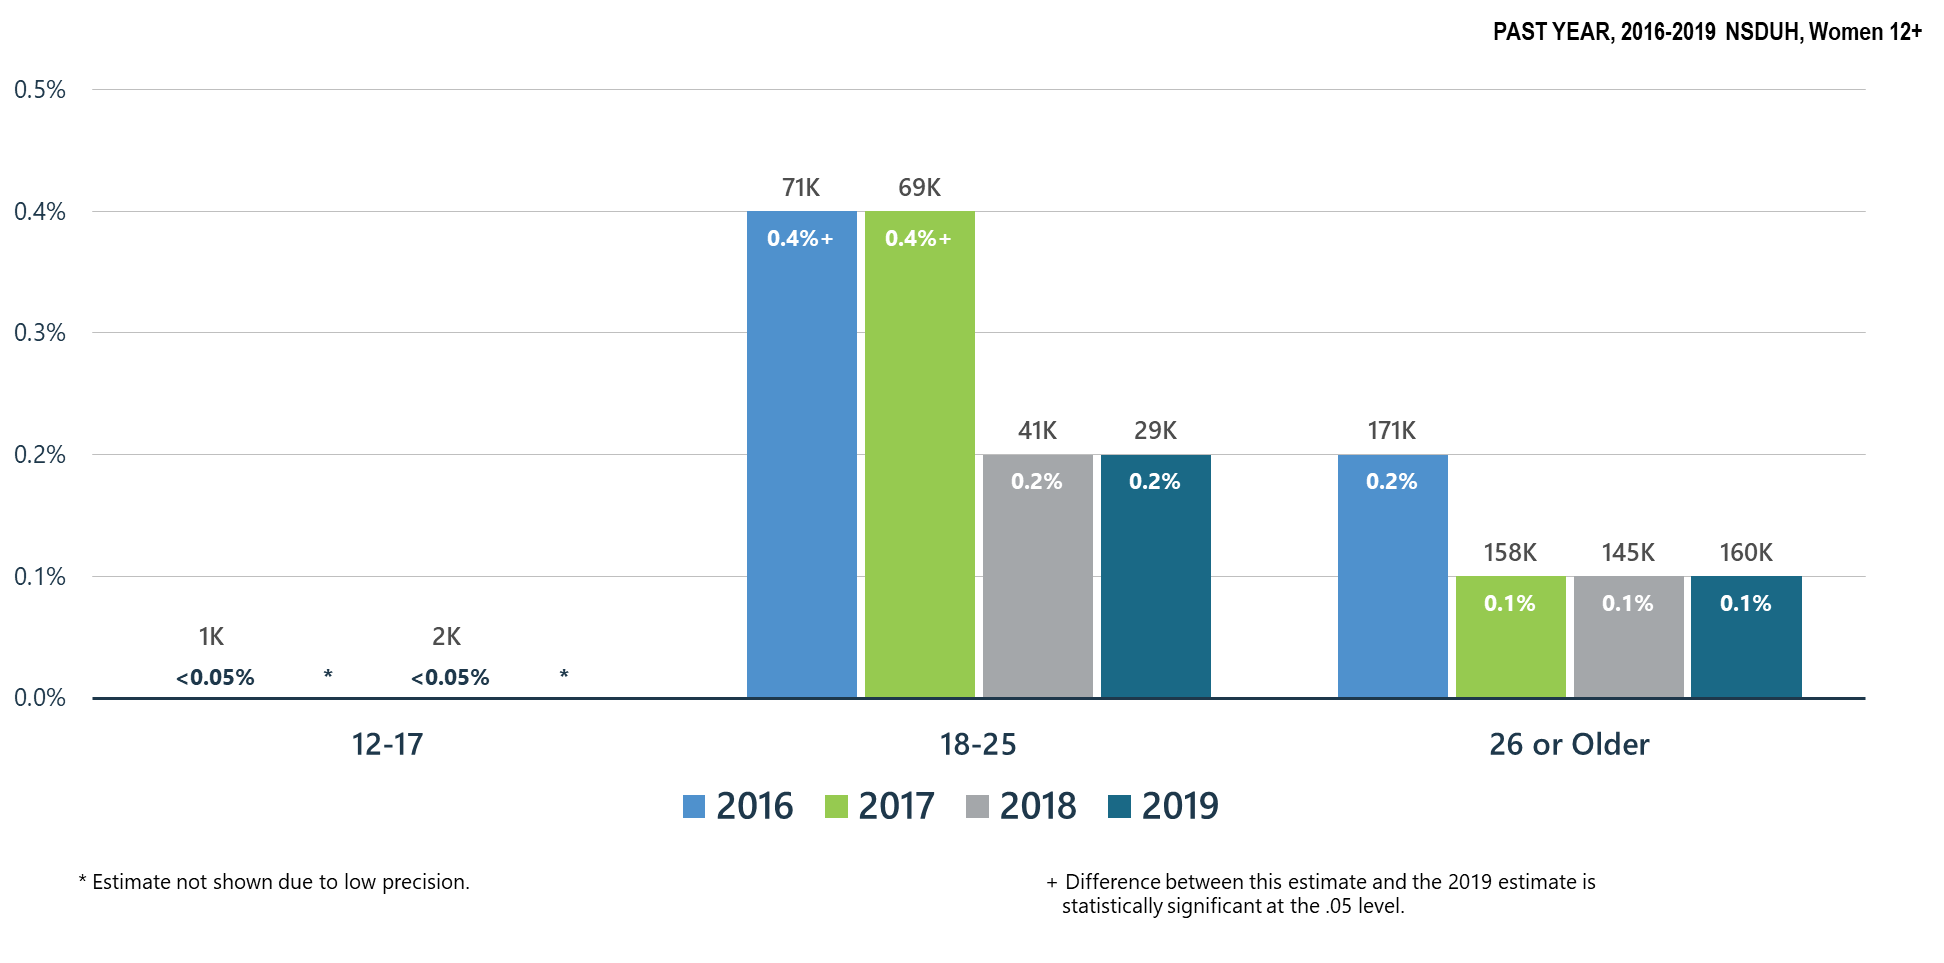 PAST YEAR, 2016-2019 NSDUH, Women 12+
0.5%
0.4%
0.3%
0.2%
0.1%
0.0%
1K
<0.05%
*
2K
<0.05%
*
71K
0.4%+
69K
0.4%+
41K
0.2%
29K
0.2%
171K
0.2%
158K
0.1%
145K
0.1%
160K
0.1%
12-17
18-25
26 or Older
2016
2017
2018
2019
* Estimate not shown due to low precision.
+ Difference between this estimate and the 2019 estimate is
statistically significant at the .05 level.